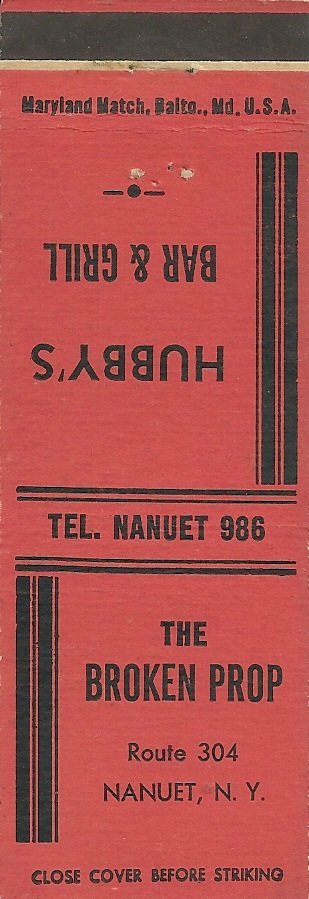 Maryland Match, Balto., Md. U.S.A.
HUBBY'S
BAR & GRILL
TEL. NANUET 986
THE
BROKEN PROP
Route 304
NANUET, N. Y.
CLOSE COVER BEFORE STRIKING